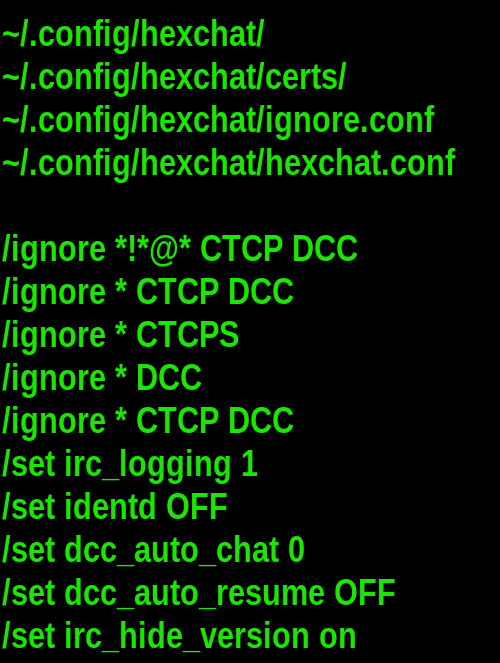 ~/.config/hexchat/
~/.config/hexchat/certs/
~/.config/hexchat/ignore.conf
~/.config/hexchat/hexchat.conf

/ignore *!*@* CTCP DCC
/ignore * CTCP DCC
/ignore * CTCPS
/ignore * DCC
/ignore * CTCP DCC
/set irc_logging 1
/set identd OFF
/set dcc_auto_chat 0
/set dcc_auto_resume OFF
/set irc_hide_version on